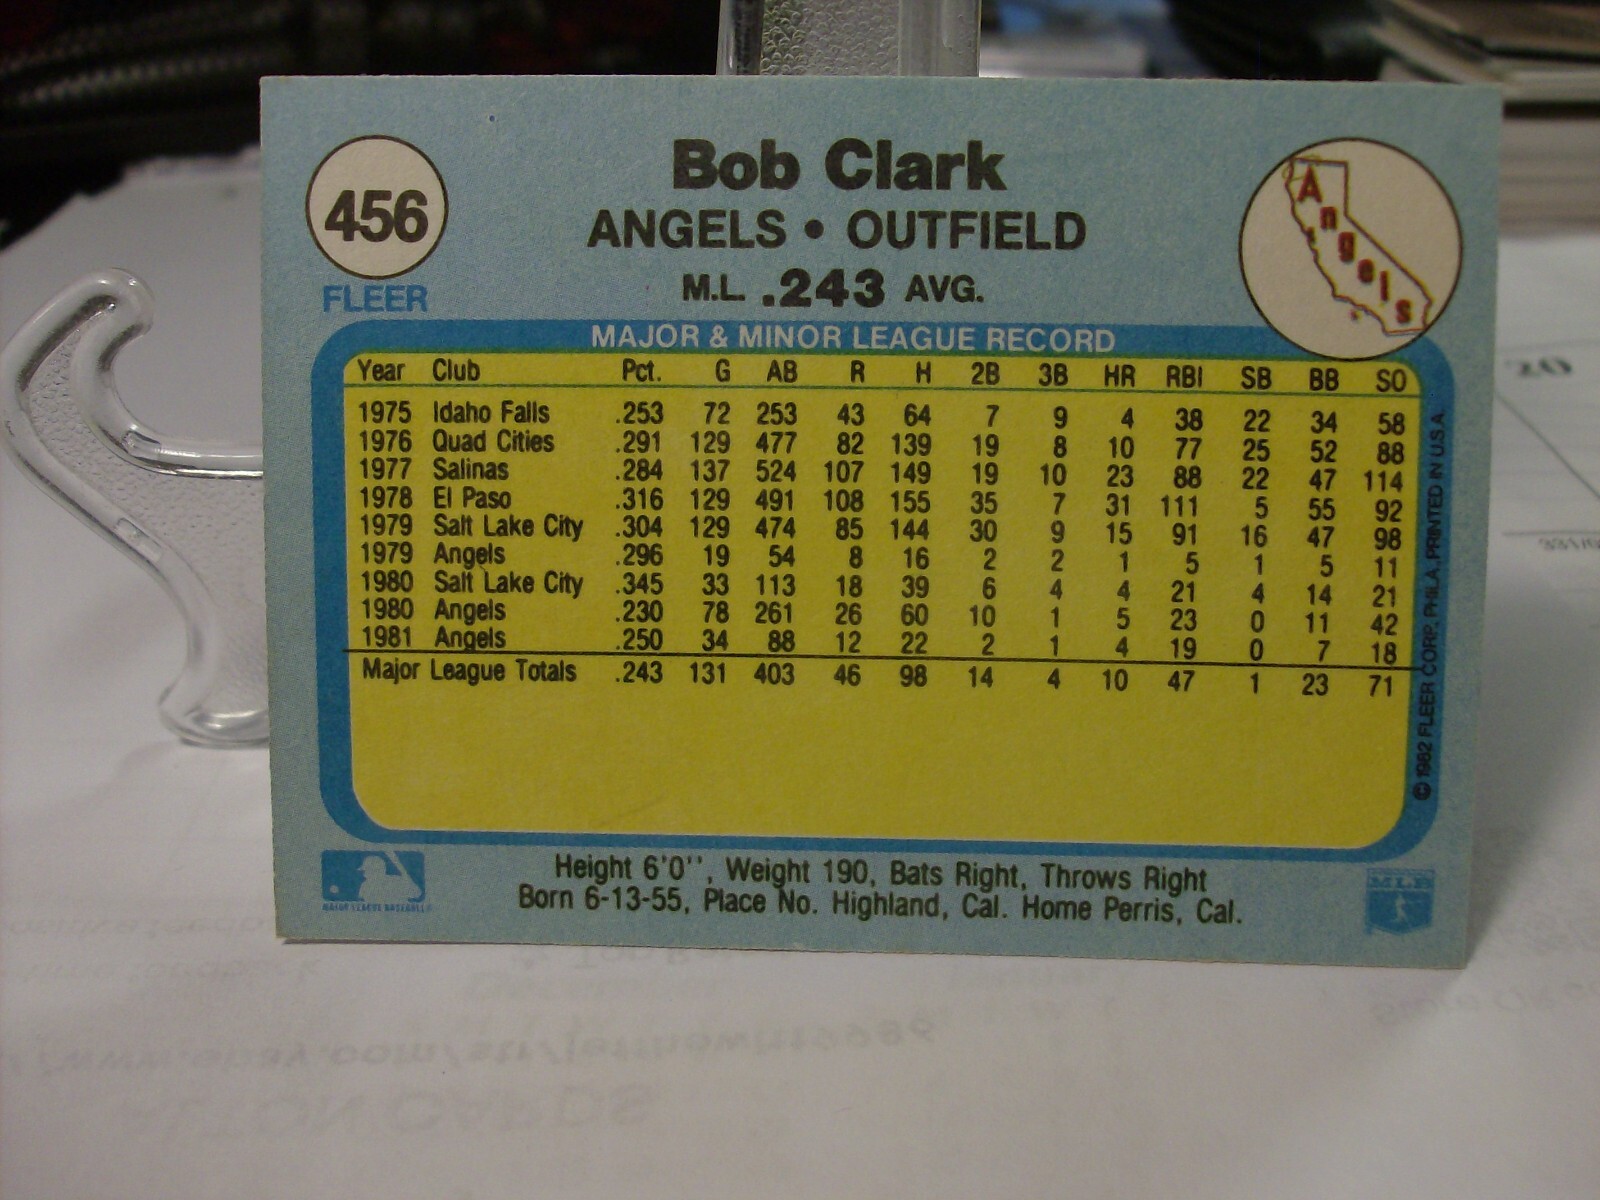 456
FLEER
Bob Clark
ANGELS • OUTFIELD
M.L. .243 AVG.
Angels
MAJOR & MINOR LEAGUE RECORD
Year Club Pct. G AB R H 2B 3B HR RBI SB BB SO
1975 Idaho Falls .253 72 253 43 64 7 9 4 38 22 34 58
1976 Quad Cities .291 129 477 82 139 19 8 10 77 25 52 88
1977 Salinas .284 137 524 107 149 19 10 23 88 22 47 114
1978 El Paso .316 129 491 108 155 35 7 31 111 5 55 92
1979 Salt Lake City .304 129 474 85 144 30 9 15 91 16 47 98
1979 Angels .296 19 54 8 16 2 2 1 5 1 5 11
1980 Salt Lake City .345 33 113 18 39 6 4 4 21 4 14 21
1980 Angels .230 78 261 26 60 10 1 5 23 0 11 42
1981 Angels .250 34 88 12 22 2 1 4 19 0 7 18
Major League Totals .243 131 403 46 98 14 4 10 47 1 23 71
© 1982 FLEER CORP. PHILA. PRINTED IN U.S.A.
Height 6'0'', Weight 190, Bats Right, Throws Right
Born 6-13-55, Place No. Highland, Cal. Home Perris, Cal.
MAJOR LEAGUE BASEBALL
MLB
20